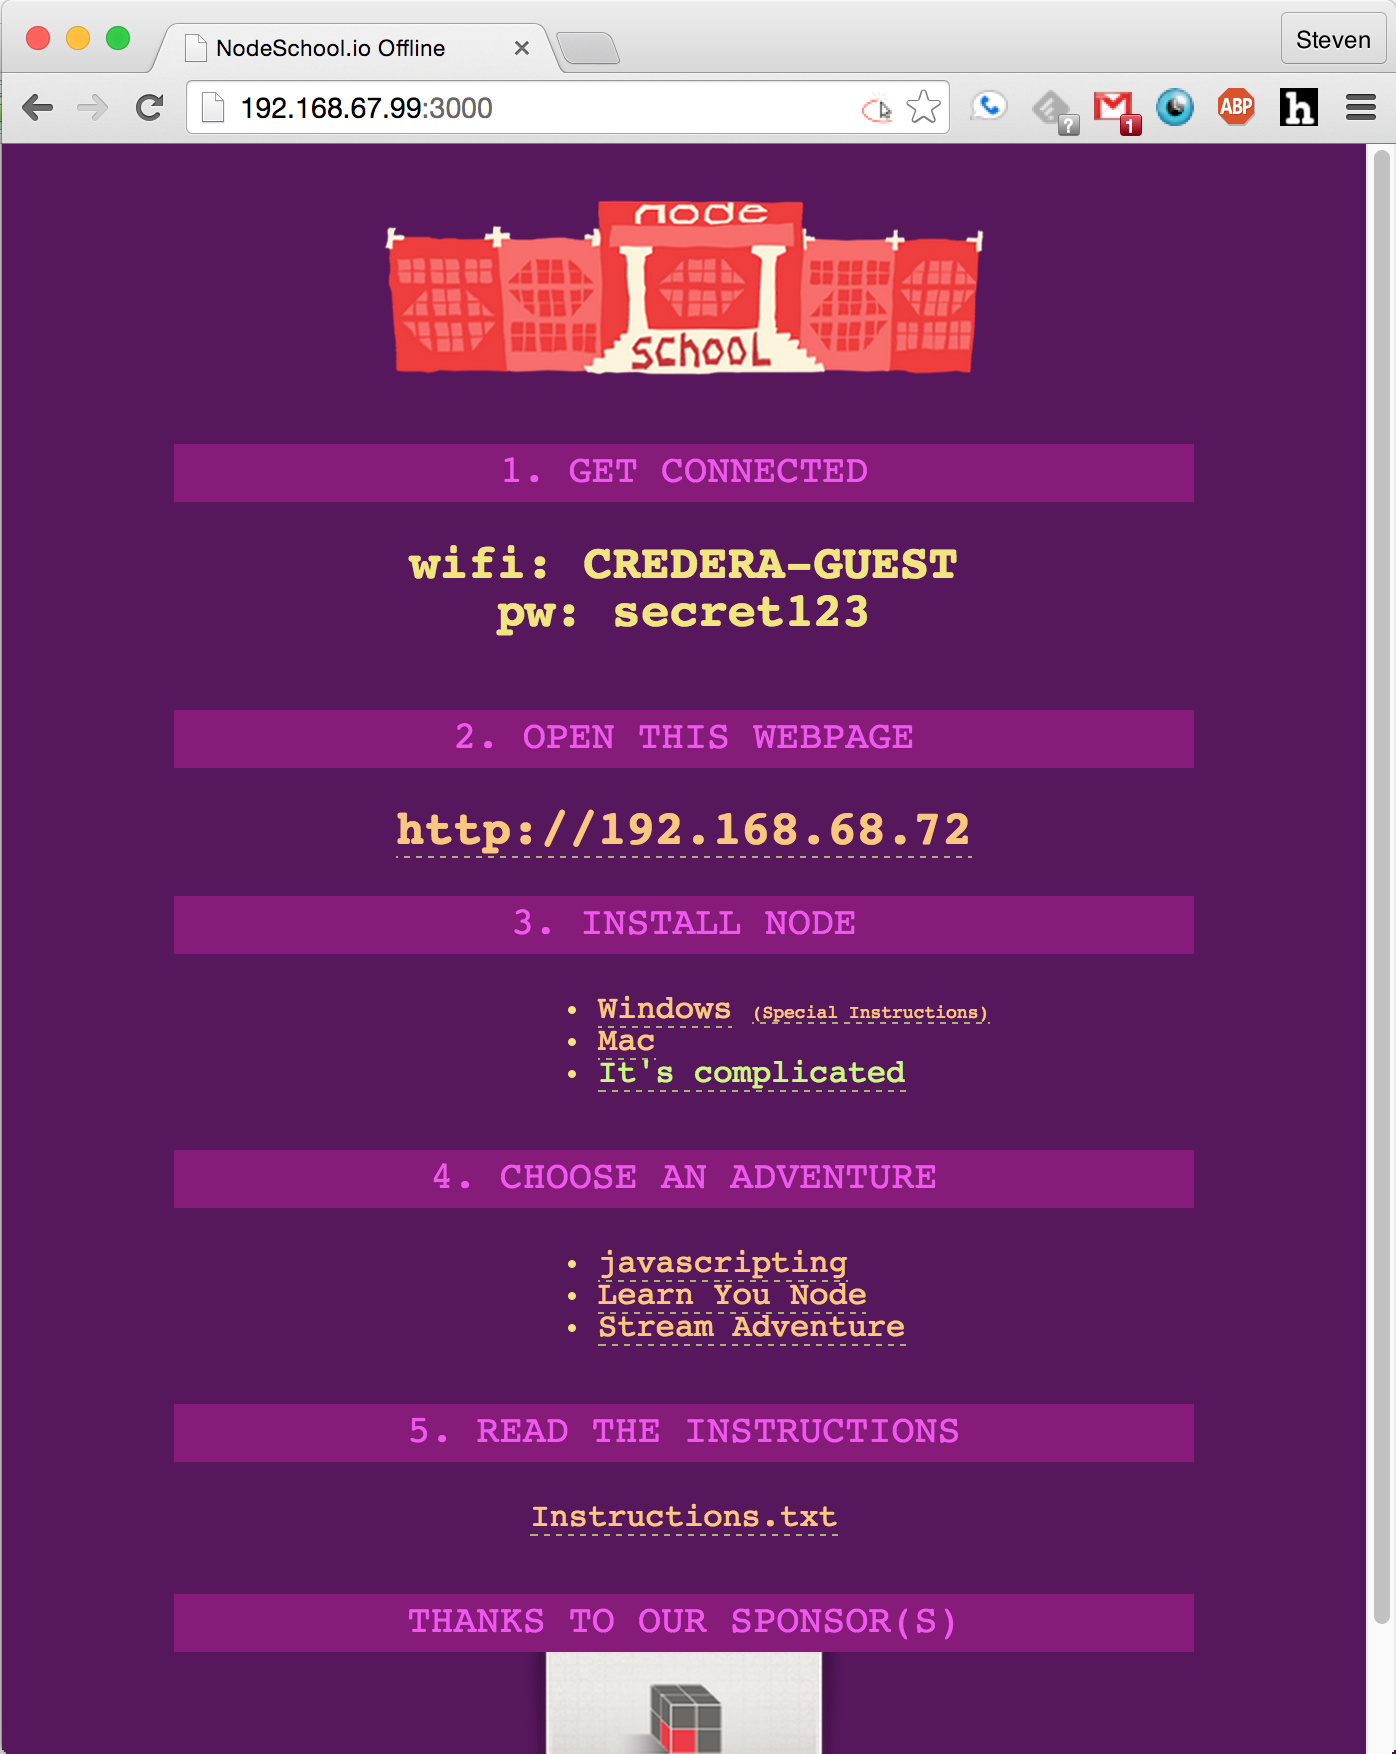 NodeSchool.io Offline
Steven
192.168.67.99:3000
?
1
ABP
h
node
SCHOOL
1. GET CONNECTED
wifi: CREDERA-GUEST
pw: secret123
2. OPEN THIS WEBPAGE
http://192.168.68.72
3. INSTALL NODE
• Windows (Special Instructions)
• Mac
• It's complicated
4. CHOOSE AN ADVENTURE
• javascripting
• Learn You Node
• Stream Adventure
5. READ THE INSTRUCTIONS
Instructions.txt
THANKS TO OUR SPONSOR(S)